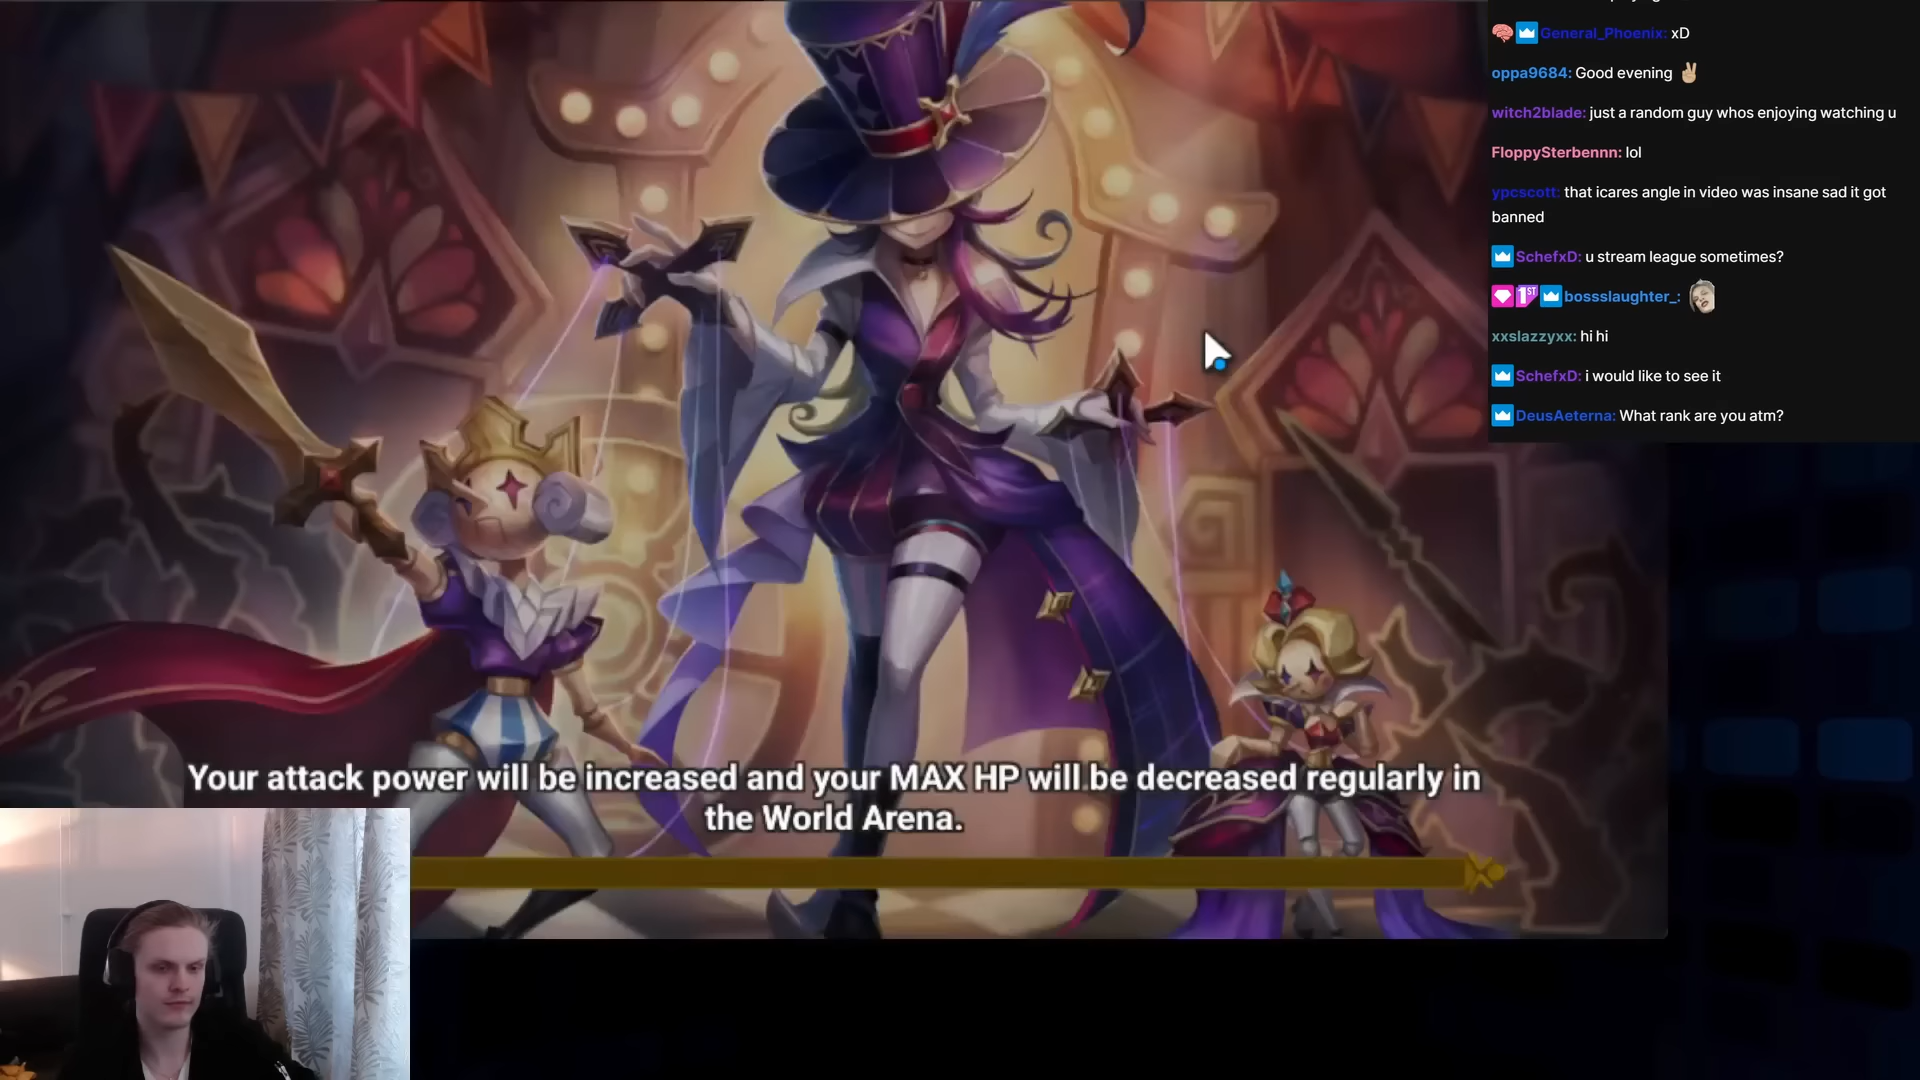 General_Phoenix: xD
oppa9684: Good evening ✌🏼
witch2blade: just a random guy whos enjoying watching u
FloppySterbennn: lol
ypcscott: that icares angle in video was insane sad it got
banned
SchefxD: u stream league sometimes?
1ST bossslaughter_:
xxslazzyxx: hi hi
SchefxD: i would like to see it
DeusAeterna: What rank are you atm?
Your attack power will be increased and your MAX HP will be decreased regularly in
the World Arena.